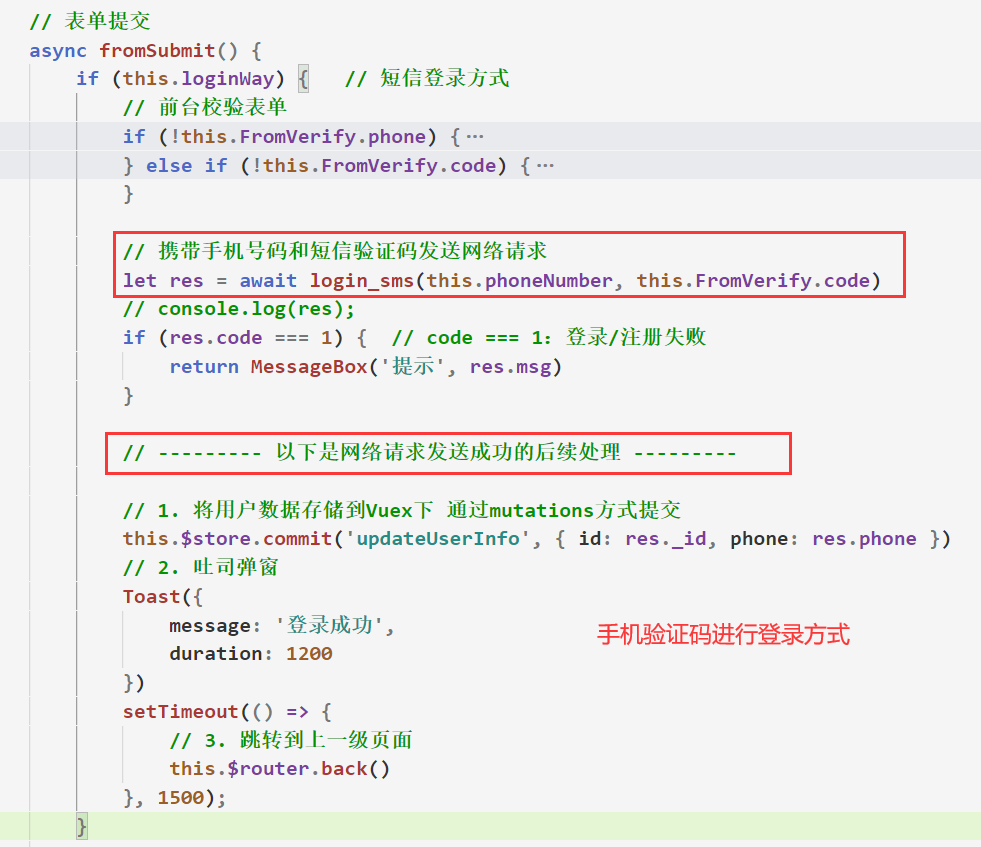 // 表单提交
async fromSubmit() {
if (this.loginWay) {   // 短信登录方式
// 前台校验表单
if (!this.FromVerify.phone) {···
} else if (!this.FromVerify.code) {···
}
// 携带手机号码和短信验证码发送网络请求
let res = await login_sms(this.phoneNumber, this.FromVerify.code)
// console.log(res);
if (res.code === 1) {  // code === 1: 登录/注册失败
return MessageBox('提示', res.msg)
}
// --------- 以下是网络请求发送成功的后续处理 ---------
// 1. 将用户数据存储到Vuex下 通过mutations方式提交
this.$store.commit('updateUserInfo', { id: res._id, phone: res.phone })
// 2. 吐司弹窗
Toast({
message: '登录成功',
duration: 1200
手机验证码进行登录方式
})
setTimeout(() => {
// 3. 跳转到上一级页面
this.$router.back()
}, 1500);
}